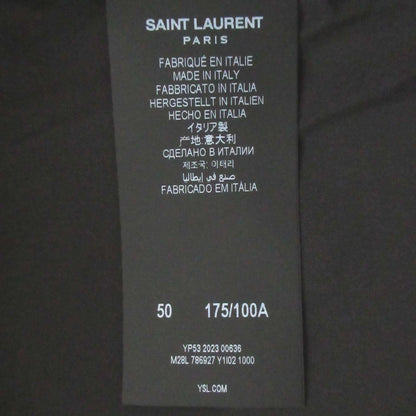 SAINT LAURENT
PARIS
FABRIQUÉ EN ITALIE
MADE IN ITALY
FABBRICATO IN ITALIA
HERGESTELLT IN ITALIEN
HECHO EN ITALIA
イタリア製
产地:意大利
СДЕЛАНО В ИТАЛИИ
제조국: 이태리
صنع في إيطاليا
FABRICADO EM ITÁLIA
50 175/100A
YP53 2023 00636
M28L 786927 Y1I02 1000
YSL.COM